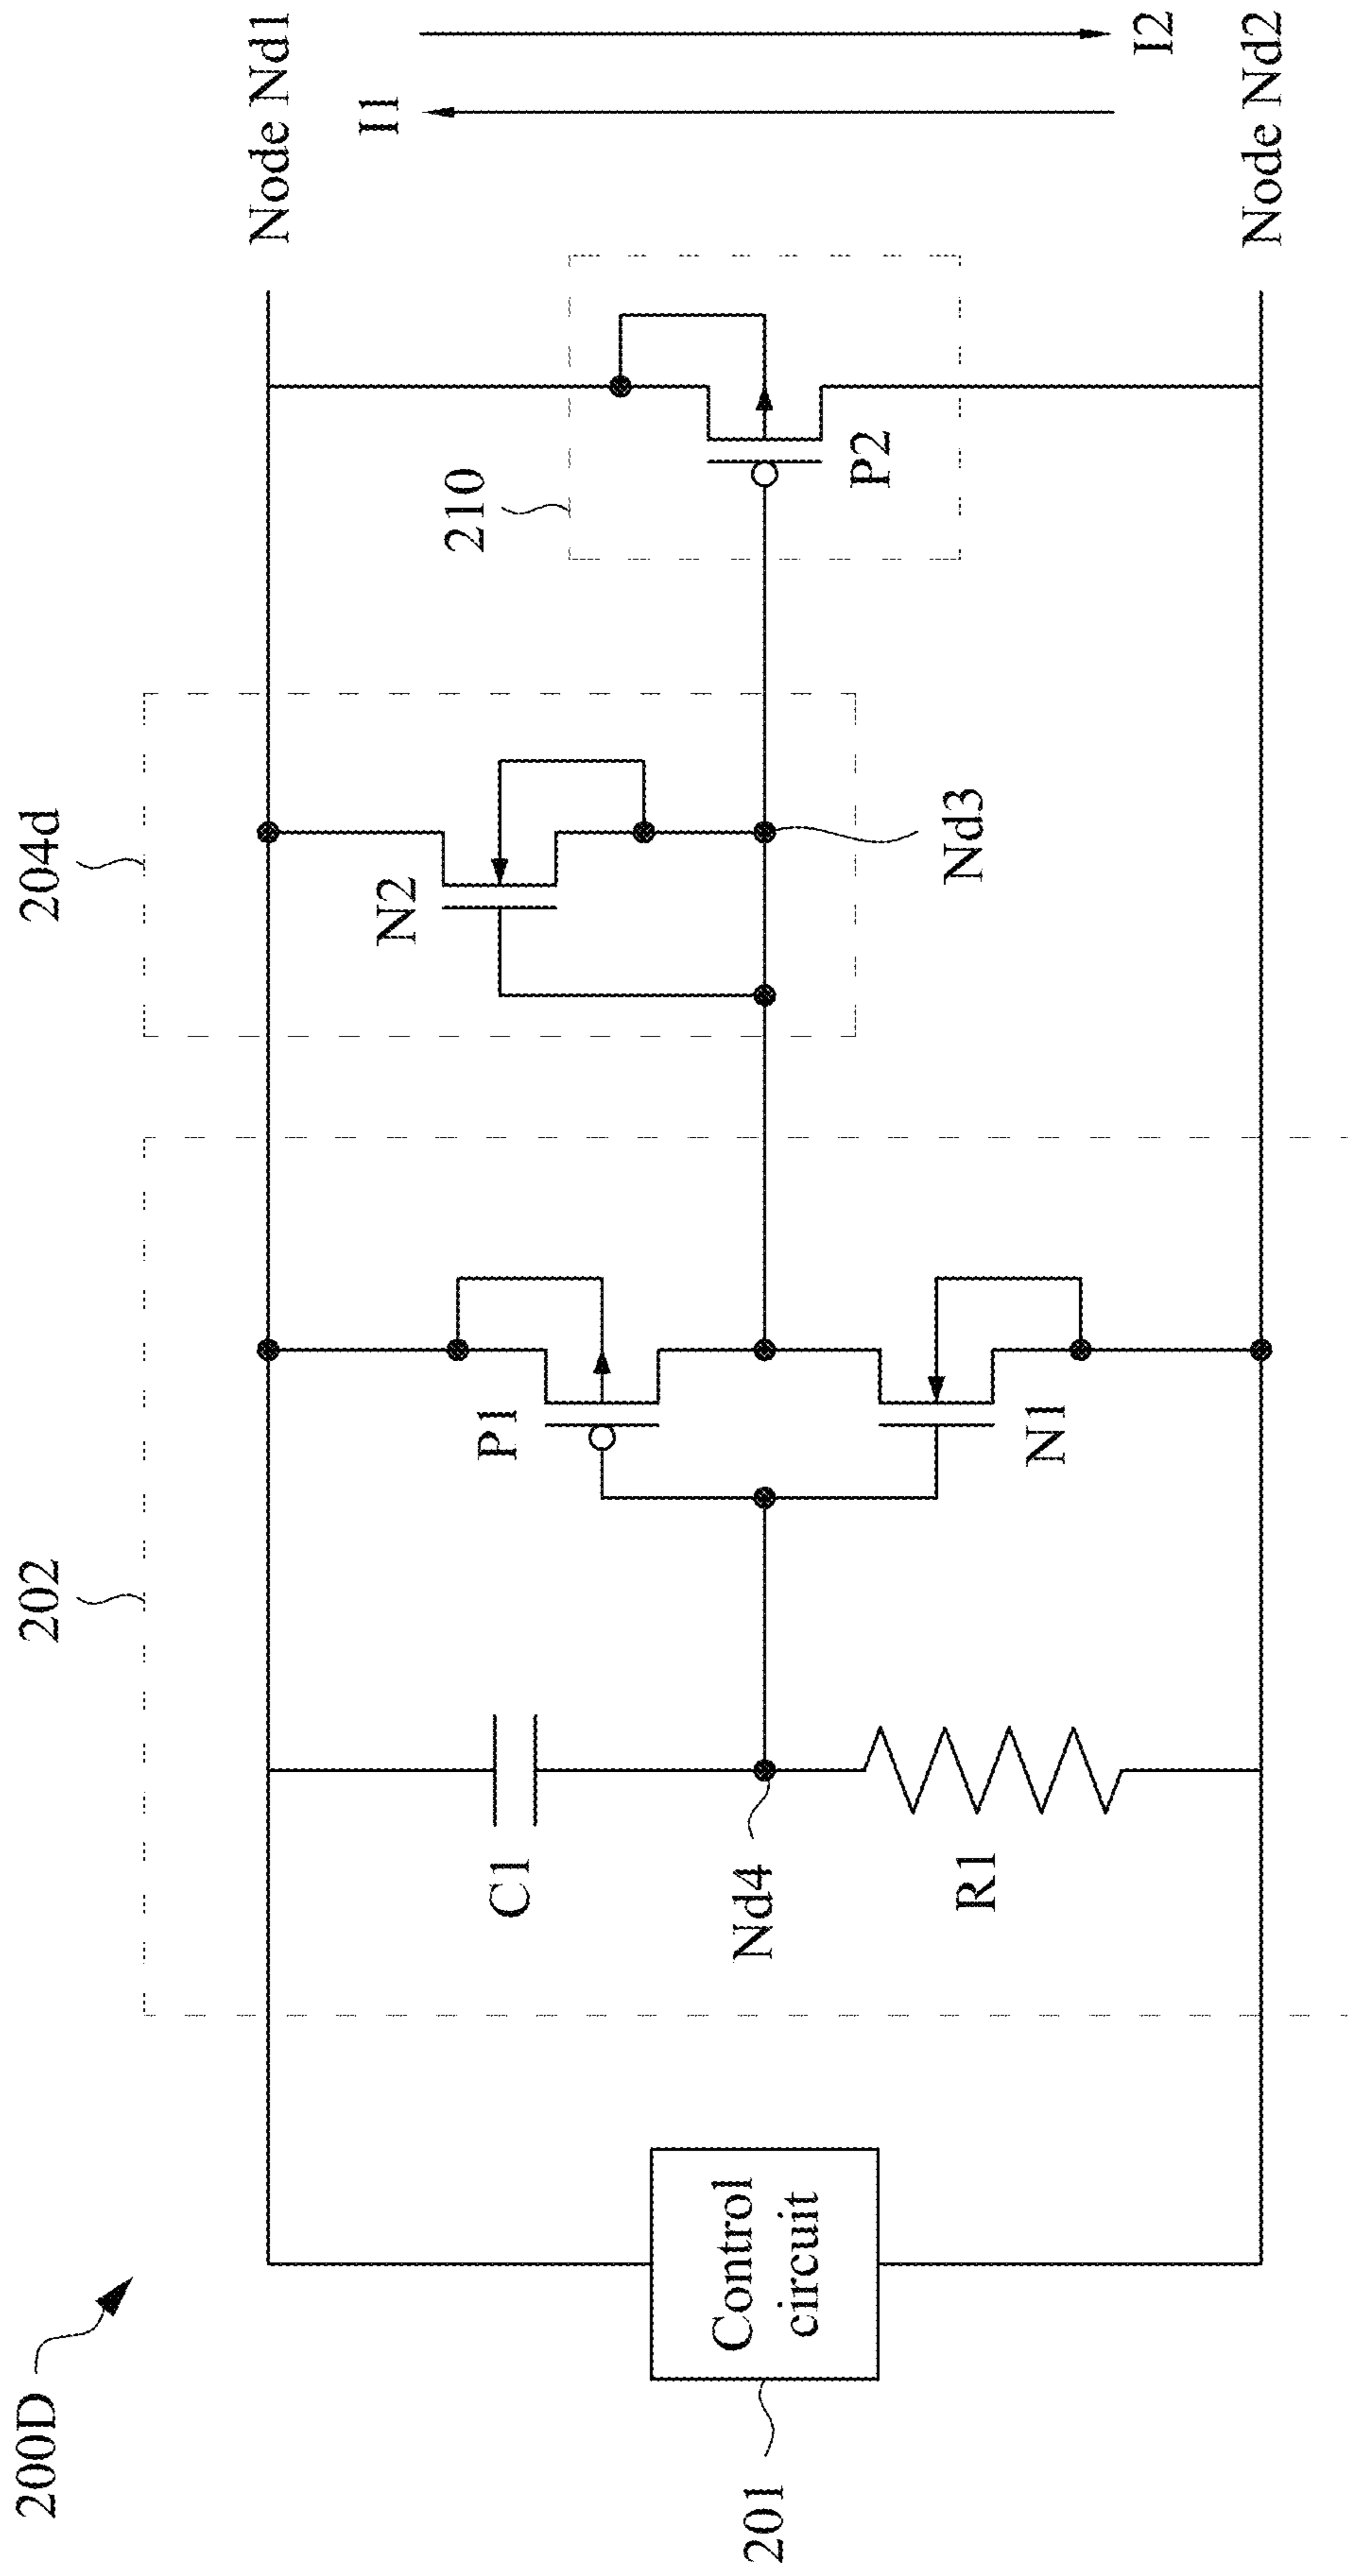 200D
202
204d
Node Nd1
I1
I2
Node Nd2
210
P2
N2
Nd3
P1
N1
C1
Nd4
R1
Control
circuit
201